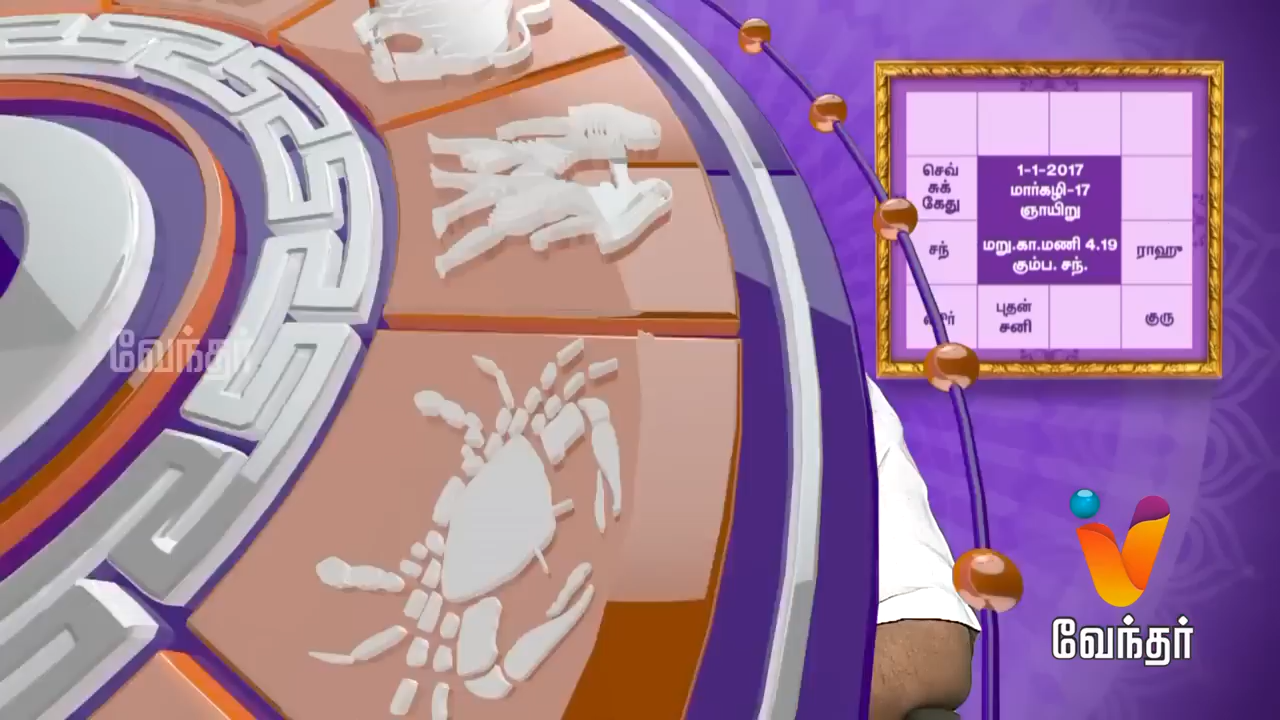 செவ்
சுக்
கேது
1-1-2017
மார்கழி-17
ஞாயிறு
சந்
மறு.கா.மணி 4.19
கும்ப. சந்.
ராஹு
புதன்
சனி
குரு
வேந்தர்
வேந்தர்